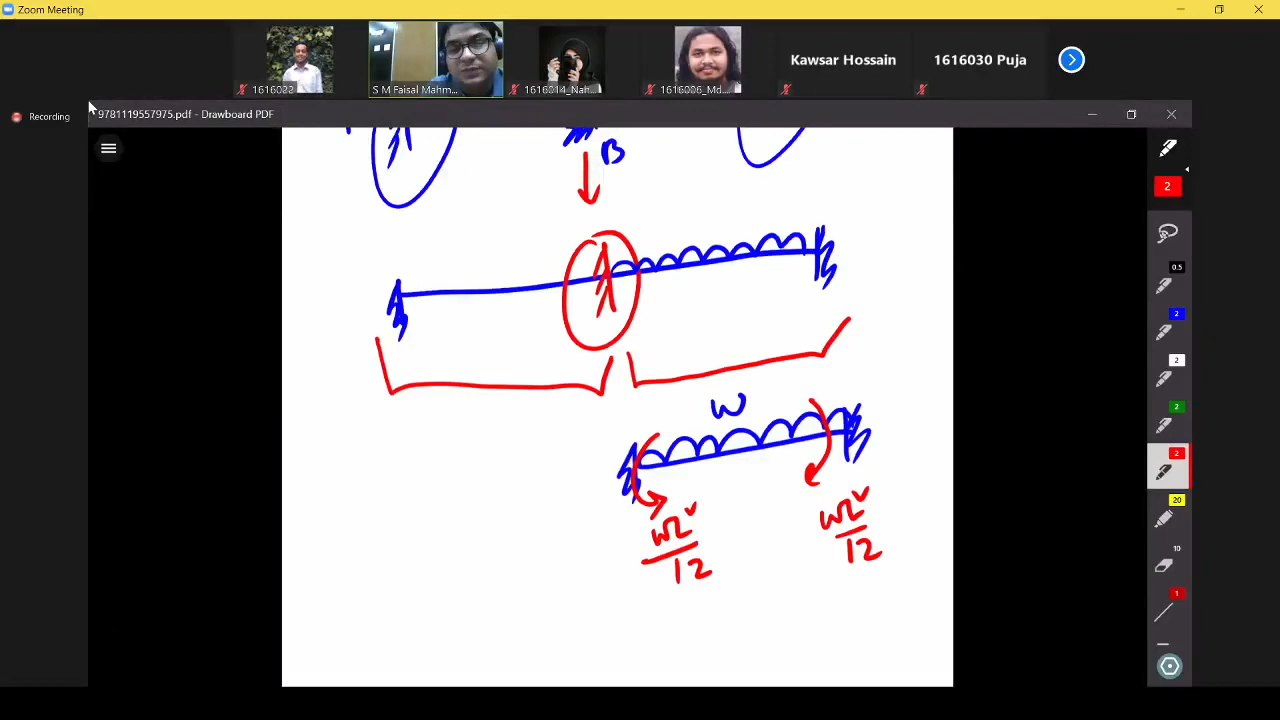 Zoom Meeting
1616022
S M Faisal Mahm...
1616014_Nah...
1616006_Md...
Kawsar Hossain
1616030 Puja
Recording
9781119557975.pdf - Drawboard PDF
2
B
0.5
2
2
2
2
20
10
1
w
wL²
12
wL²
12